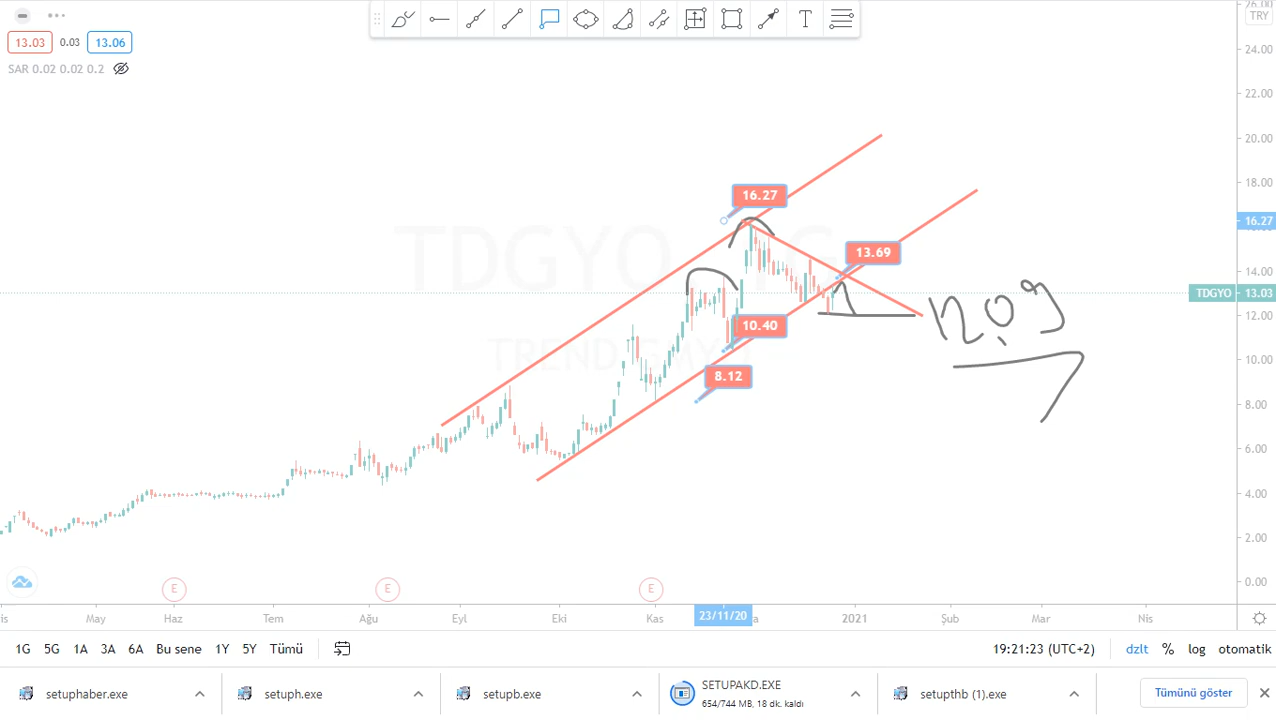 26.00
TRY
13.03 0.03 13.06
24.00
SAR 0.02 0.02 0.2
22.00
20.00
18.00
16.27
16.27
TDGYO
13.69
14.00
TDGYO 13.03
12.09
12.00
10.40
TREND GMYO
10.00
8.12
8.00
6.00
4.00
2.00
0.00
E E E
is May Haz Tem Ağu Eyl Eki Kas 23/11/20 a 2021 Şub Mar Nis
1G 5G 1A 3A 6A Bu sene 1Y 5Y Tümü 19:21:23 (UTC+2) dzlt % log otomatik
setuphaber.exe setuph.exe setuppb.exe SETUPAKD.EXE setupthb (1).exe Tümünü göster
654/744 MB, 18 dk. kaldı